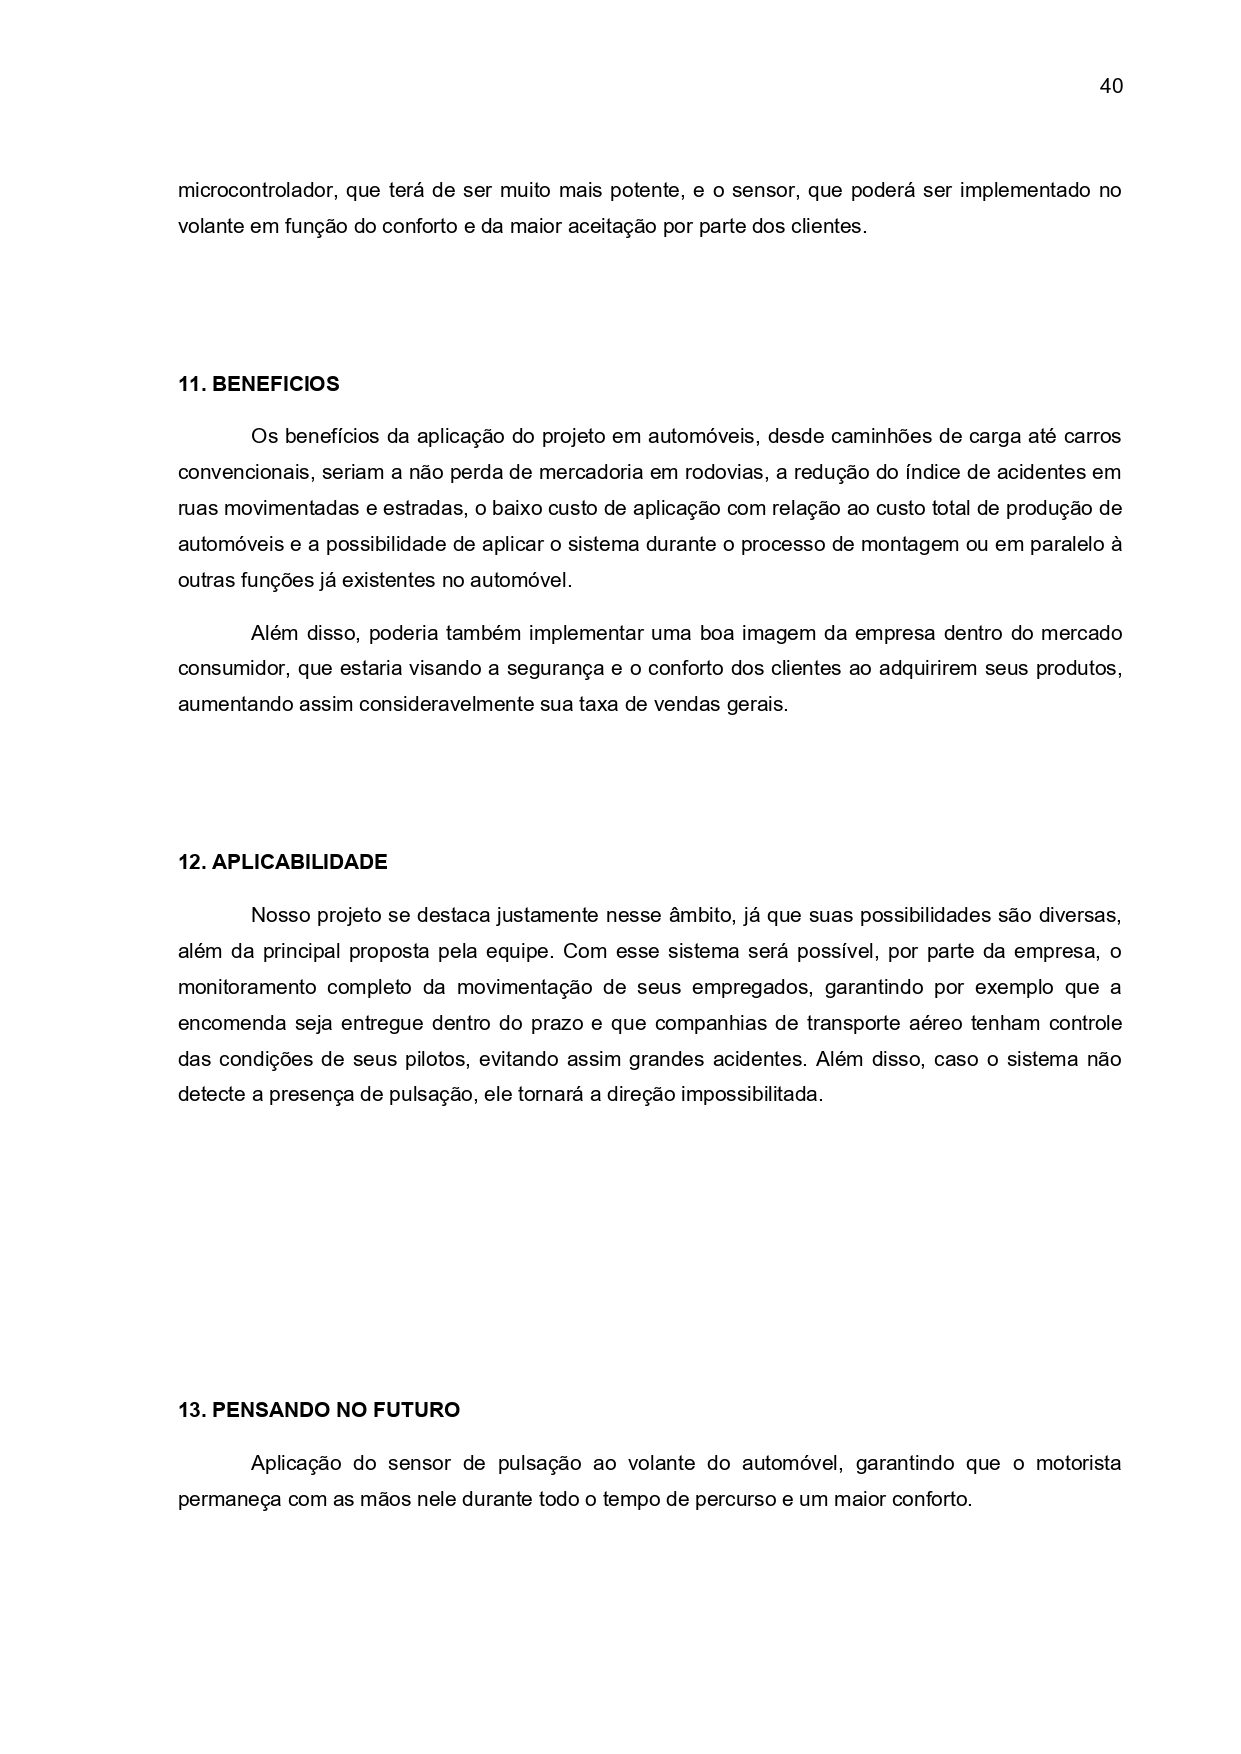 40
microcontrolador, que terá de ser muito mais potente, e o sensor, que poderá ser implementado no
volante em função do conforto e da maior aceitação por parte dos clientes.
11. BENEFICIOS
Os benefícios da aplicação do projeto em automóveis, desde caminhões de carga até carros
convencionais, seriam a não perda de mercadoria em rodovias, a redução do índice de acidentes em
ruas movimentadas e estradas, o baixo custo de aplicação com relação ao custo total de produção de
automóveis e a possibilidade de aplicar o sistema durante o processo de montagem ou em paralelo à
outras funções já existentes no automóvel.
Além disso, poderia também implementar uma boa imagem da empresa dentro do mercado
consumidor, que estaria visando a segurança e o conforto dos clientes ao adquirirem seus produtos,
aumentando assim consideravelmente sua taxa de vendas gerais.
12. APLICABILIDADE
Nosso projeto se destaca justamente nesse âmbito, já que suas possibilidades são diversas,
além da principal proposta pela equipe. Com esse sistema será possível, por parte da empresa, o
monitoramento completo da movimentação de seus empregados, garantindo por exemplo que a
encomenda seja entregue dentro do prazo e que companhias de transporte aéreo tenham controle
das condições de seus pilotos, evitando assim grandes acidentes. Além disso, caso o sistema não
detecte a presença de pulsação, ele tornará a direção impossibilitada.
13. PENSANDO NO FUTURO
Aplicação do sensor de pulsação ao volante do automóvel, garantindo que o motorista
permaneça com as mãos nele durante todo o tempo de percurso e um maior conforto.